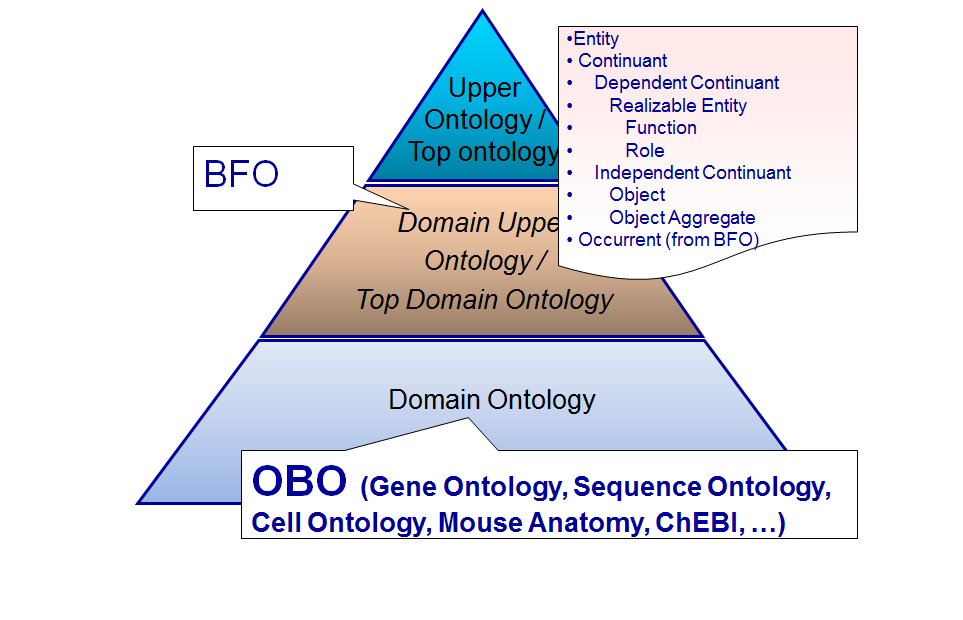 Upper
Ontology /
Top ontology
•Entity
• Continuant
• Dependent Continuant
• Realizable Entity
• Function
• Role
• Independent Continuant
• Object
• Object Aggregate
• Occurrent (from BFO)
BFO
Domain Uppe
Ontology /
Top Domain Ontology
Domain Ontology
OBO (Gene Ontology, Sequence Ontology,
Cell Ontology, Mouse Anatomy, ChEBI, …)